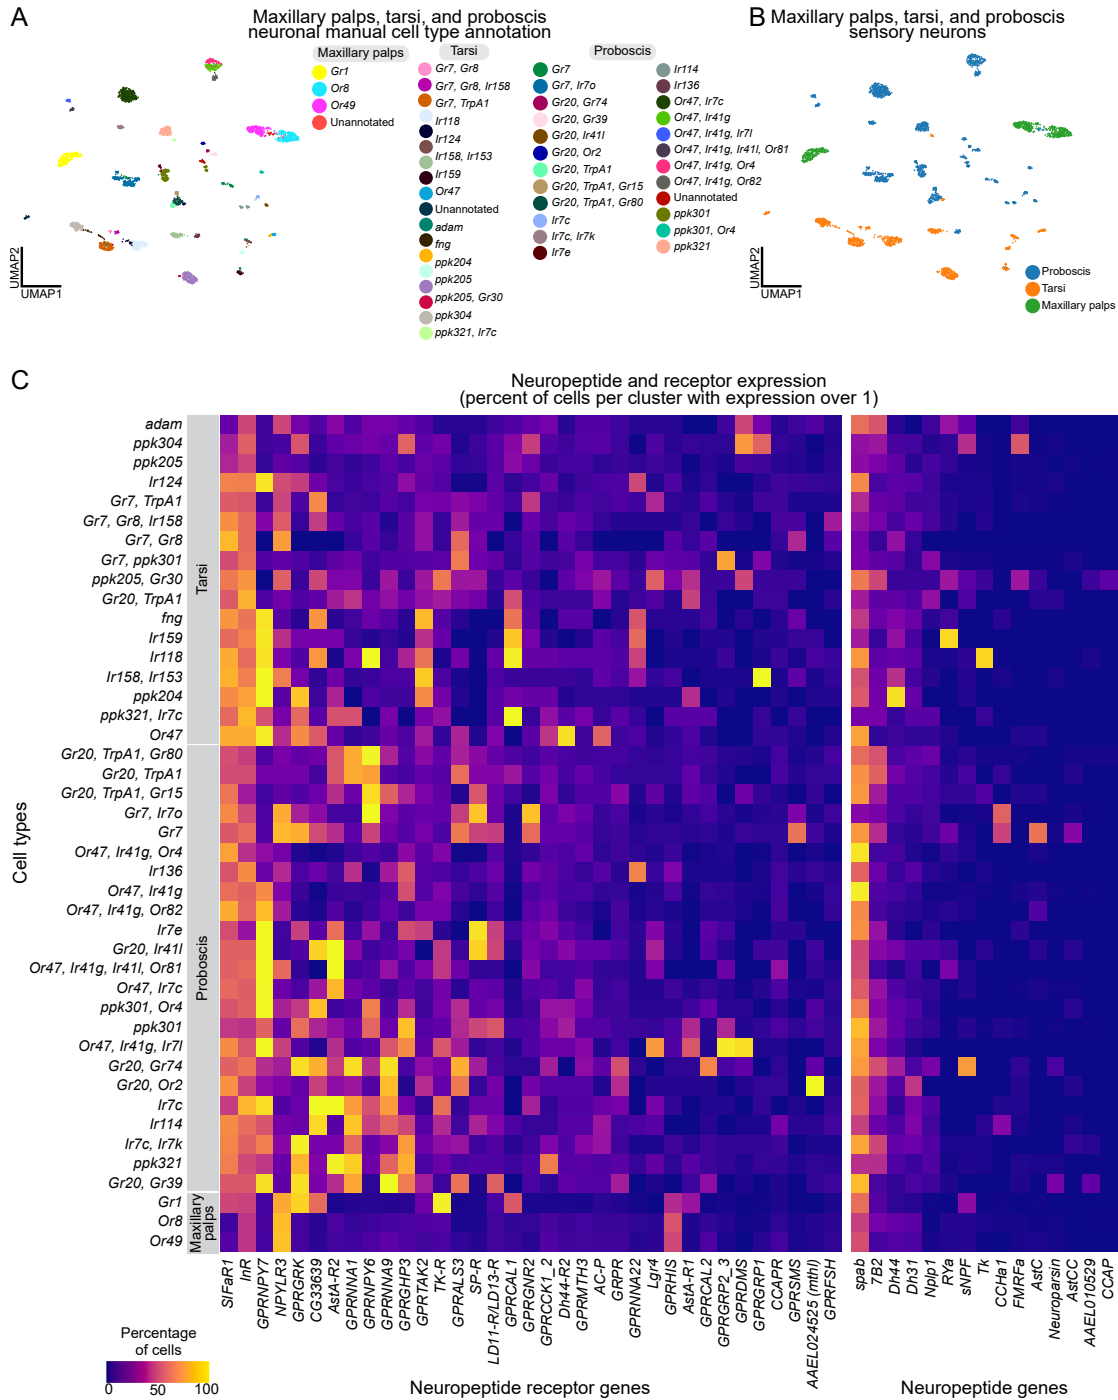 A
Maxillary palps, tarsi, and proboscis
neuronal manual cell type annotation
Maxillary palps
Gr1
Or8
Or49
Unannotated
Tarsi
Gr7, Gr8
Gr7, Gr8, Ir158
Gr7, TrpA1
Ir118
Ir124
Ir158, Ir153
Ir159
Or47
Unannotated
adam
fng
ppk204
ppk205
ppk205, Gr30
ppk304
ppk321, Ir7c
Proboscis
Gr7
Gr7, Ir7o
Gr20, Gr74
Gr20, Gr39
Gr20, Ir41l
Gr20, Or2
Gr20, TrpA1
Gr20, TrpA1, Gr15
Gr20, TrpA1, Gr80
Ir7c
Ir7c, Ir7k
Ir7e
Ir114
Ir136
Or47, Ir7c
Or47, Ir41g
Or47, Ir41g, Ir7l
Or47, Ir41g, Ir41l, Or81
Or47, Ir41g, Or4
Or47, Ir41g, Or82
Unannotated
ppk301
ppk301, Or4
ppk321
UMAP2
UMAP1
B
Maxillary palps, tarsi, and proboscis
sensory neurons
Proboscis
Tarsi
Maxillary palps
UMAP2
UMAP1
C
Neuropeptide and receptor expression
(percent of cells per cluster with expression over 1)
Cell types
Tarsi
adam
ppk304
ppk205
Ir124
Gr7, TrpA1
Gr7, Gr8, Ir158
Gr7, Gr8
Gr7, ppk301
ppk205, Gr30
Gr20, TrpA1
fng
Ir159
Ir118
Ir158, Ir153
ppk204
ppk321, Ir7c
Or47
Proboscis
Gr20, TrpA1, Gr80
Gr20, TrpA1
Gr20, TrpA1, Gr15
Gr7, Ir7o
Gr7
Or47, Ir41g, Or4
Ir136
Or47, Ir41g
Or47, Ir41g, Or82
Ir7e
Gr20, Ir41l
Or47, Ir41g, Ir41l, Or81
Or47, Ir7c
ppk301, Or4
ppk301
Or47, Ir41g, Ir7l
Gr20, Gr74
Gr20, Or2
Ir7c
Ir114
Ir7c, Ir7k
ppk321
Gr20, Gr39
Maxillary
palps
Gr1
Or8
Or49
SIFaR1
InR
GPRNPY7
NPYLR3
GPRGRK
CG33639
AstA-R2
GPRNNA1
GPRNPY6
GPRNNA9
GPRGHP3
GPRTAK2
TK-R
GPRALS3
SP-R
LD11-R/LD13-R
GPRCAL1
GPRGNR2
GPRCCK1_2
Dh44-R2
GPRMTH3
AC-P
GRPR
GPRNNA22
Lgr4
GPRHIS
AstA-R1
GPRCAL2
GPRGRP2_3
GPRDMS
GPRGRP1
CCAPR
GPRSMS
AAEL024525 (mthl)
GPRFSH
spab
7B2
Dh44
Dh31
Nplp1
RYa
sNPF
Tk
CCHa1
FMRFa
AstC
Neuroparsin
AstCC
AAEL010529
CCAP
Neuropeptide receptor genes
Neuropeptide genes
Percentage
of cells
0
50
100